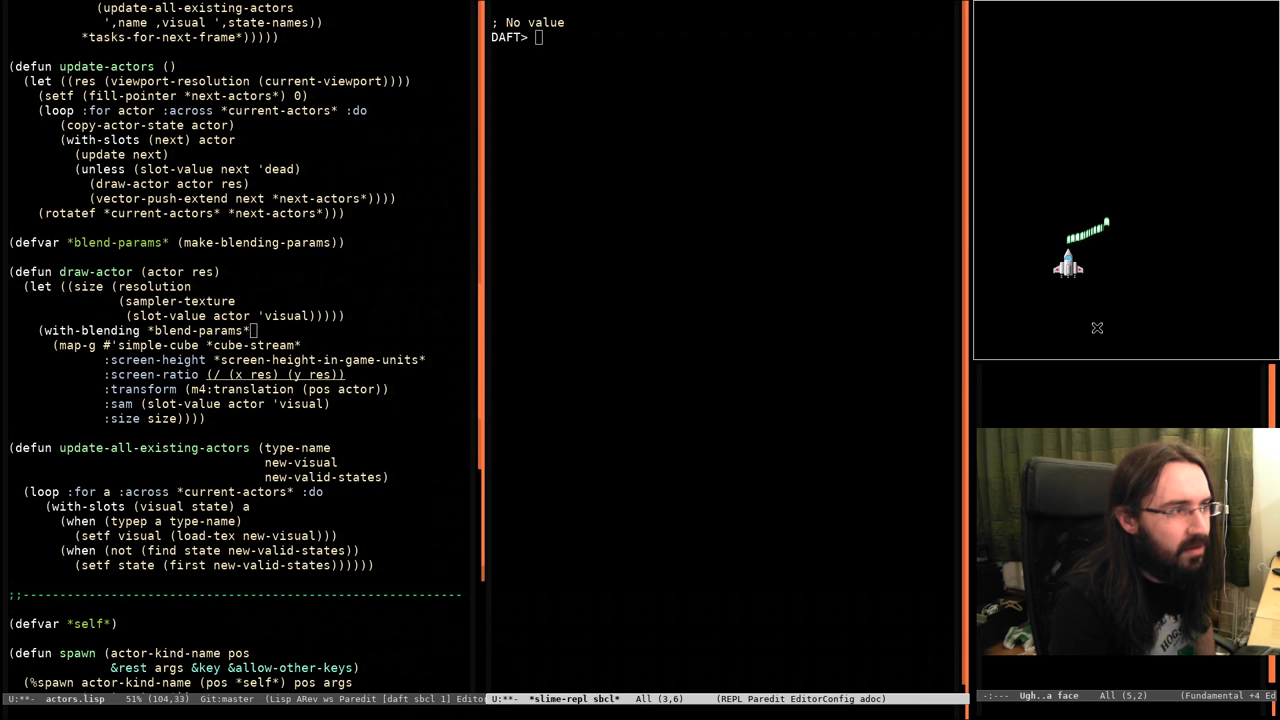 (update-all-existing-actors
',name ,visual ',state-names))
*tasks-for-next-frame*)))))
(defun update-actors ()
(let ((res (viewport-resolution (current-viewport))))
(setf (fill-pointer *next-actors*) 0)
(loop :for actor :across *current-actors* :do
(copy-actor-state actor)
(with-slots (next) actor
(update next)
(unless (slot-value next 'dead)
(draw-actor actor res)
(vector-push-extend next *next-actors*))))
(rotatef *current-actors* *next-actors*)))
(defvar *blend-params* (make-blending-params))
(defun draw-actor (actor res)
(let ((size (resolution
(sampler-texture
(slot-value actor 'visual)))))
(with-blending *blend-params*
(map-g #'simple-cube *cube-stream*
:screen-height *screen-height-in-game-units*
:screen-ratio (/ (x res) (y res))
:transform (m4:translation (pos actor))
:sam (slot-value actor 'visual)
:size size))))
(defun update-all-existing-actors (type-name
new-visual
new-valid-states)
(loop :for a :across *current-actors* :do
(with-slots (visual state) a
(when (typep a type-name)
(setf visual (load-tex new-visual)))
(when (not (find state new-valid-states))
(setf state (first new-valid-states))))))
;;------------------------------------------------------------
(defvar *self*)
(defun spawn (actor-kind-name pos
&rest args &key &allow-other-keys)
(%spawn actor-kind-name (pos *self*) pos args
U:**- actors.lisp 51% (104,33) Git:master (Lisp ARev ws Paredit [daft sbcl 1] Editor
; No value
DAFT>
U:**- *slime-repl sbcl* All (3,6) (REPL Paredit EditorConfig adoc)
-:--- Ugh..a face All (5,2) (Fundamental +4 Ed